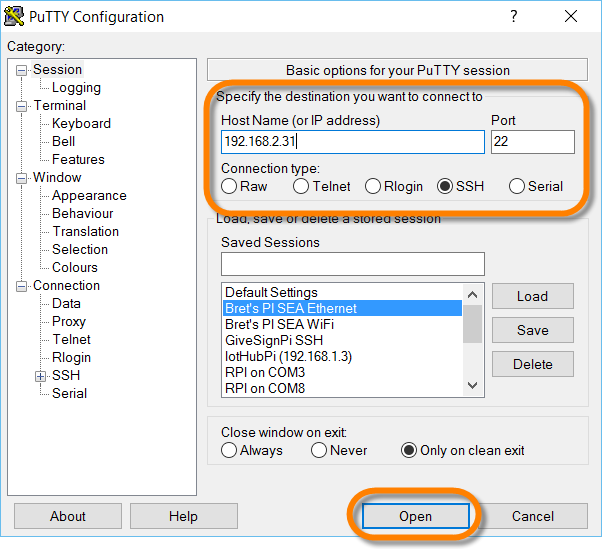 PuTTY Configuration
?
Category:
Session
Logging
Terminal
Keyboard
Bell
Features
Window
Appearance
Behaviour
Translation
Selection
Colours
Connection
Data
Proxy
Telnet
Rlogin
SSH
Serial
Basic options for your PuTTY session
Specify the destination you want to connect to
Host Name (or IP address) Port
192.168.2.31 22
Connection type:
Raw Telnet Rlogin SSH Serial
Load, save or delete a stored session
Saved Sessions
Default Settings
Bret's PI SEA Ethernet
Bret's PI SEA WiFi
GiveSignPi SSH
IotHubPi (192.168.1.3)
RPI on COM3
RPI on COM8
Load
Save
Delete
Close window on exit:
Always Never Only on clean exit
About Help Open Cancel